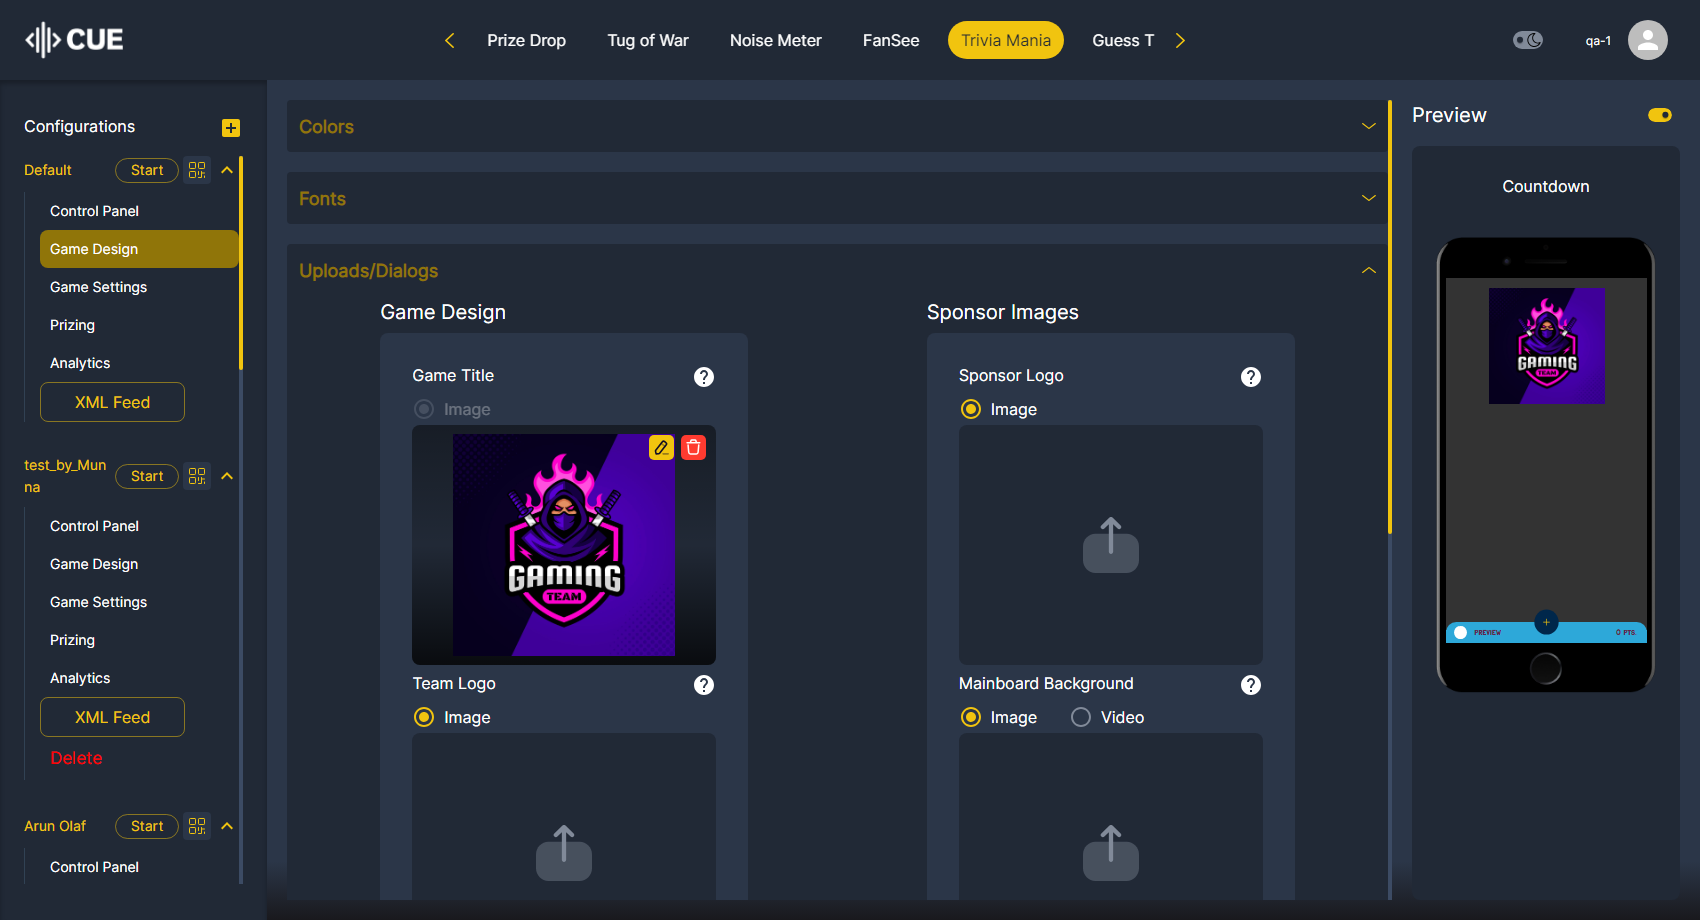 CUE
Prize Drop
Tug of War
Noise Meter
FanSee
Trivia Mania
Guess T
qa-1
Configurations
Default
Start
Control Panel
Game Design
Game Settings
Prizing
Analytics
XML Feed
test_by_Mun
na
Start
Control Panel
Game Design
Game Settings
Prizing
Analytics
XML Feed
Delete
Arun Olaf
Start
Control Panel
Colors
Fonts
Uploads/Dialogs
Game Design
Game Title
Image
GAMING
TEAM
Team Logo
Image
Sponsor Images
Sponsor Logo
Image
Mainboard Background
Image
Video
Preview
Countdown
GAMING
TEAM
PREVIEW
0 PTS.